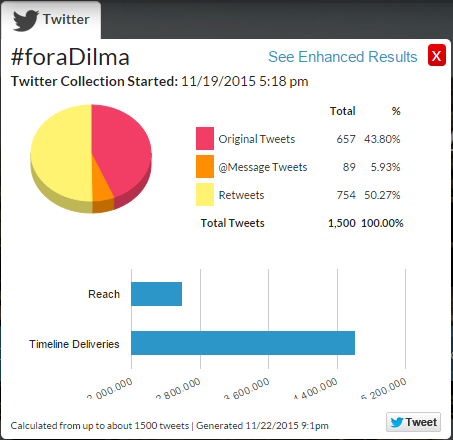 Twitter
#foraDilma
See Enhanced Results X
Twitter Collection Started: 11/19/2015 5:18 pm
Total %
Original Tweets 657 43.80%
@Message Tweets 89 5.93%
Retweets 754 50.27%
Total Tweets 1,500 100.00%
Reach
Timeline Deliveries
2,000,000 2,800,000 3,600,000 4,400,000 5,200,000
Calculated from up to about 1500 tweets | Generated 11/22/2015 9:1pm
Tweet